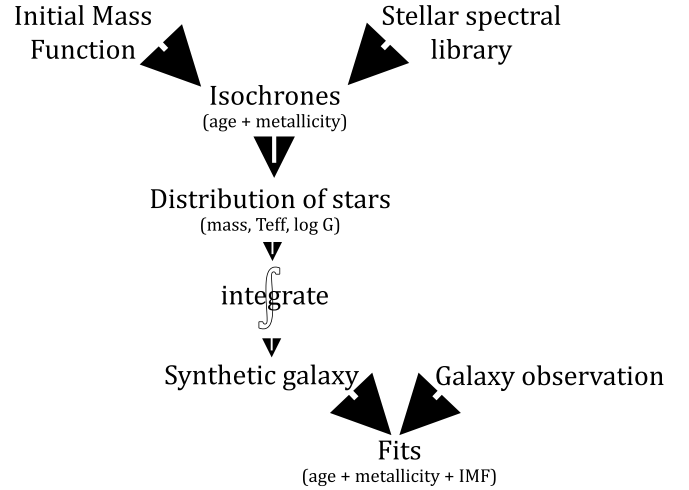 Initial Mass
Function
Stellar spectral
library
Isochrones
(age + metallicity)
Distribution of stars
(mass, Teff, log G)
integrate
Synthetic galaxy
Galaxy observation
Fits
(age + metallicity + IMF)